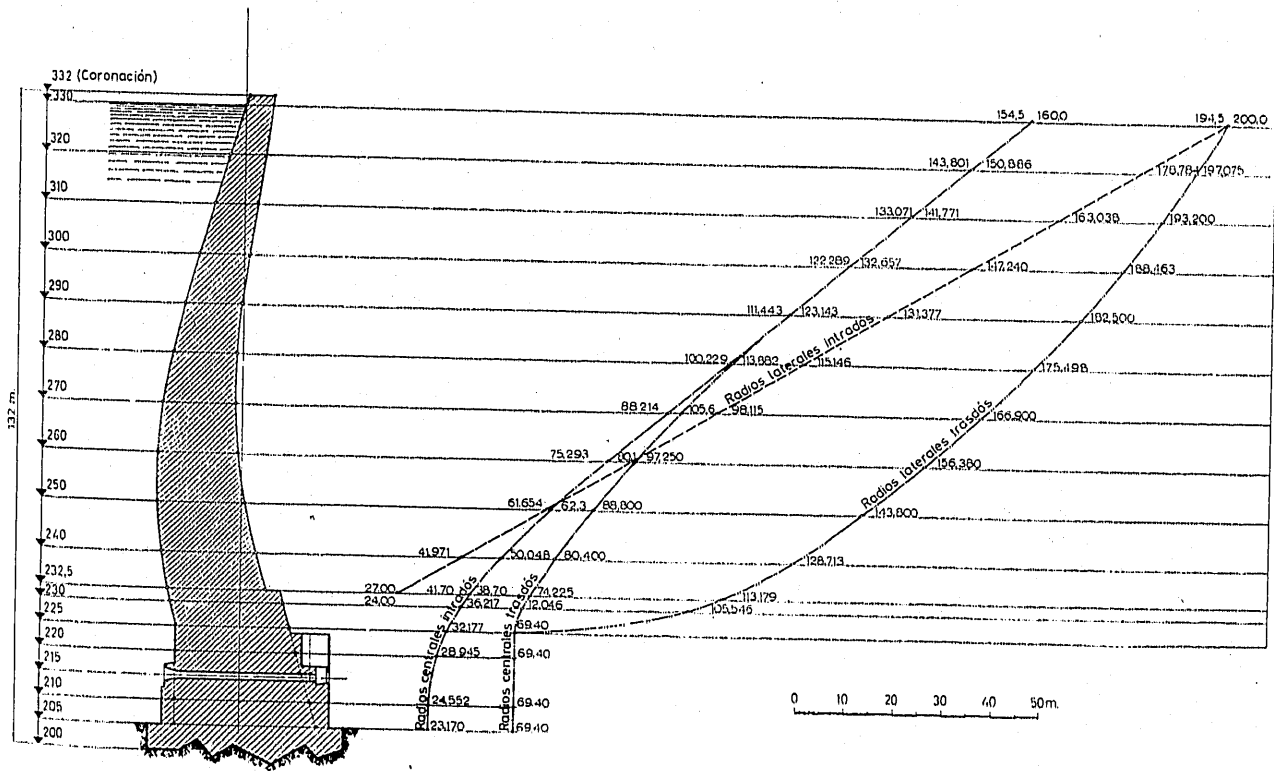 332 (Coronación)
330
154,5 160,0 194,5 200,0
320
143,801 150,886 178,784 197,075
310
133,071 141,771 163,038 193,200
300
122,289 132,657 147,240 188,463
290
111,443 123,143 131,377 182,500
280
100,229 113,882 115,146 175,198
270
88,214 105,6 98,115 166,900
260
75,293 97,250 156,380
250
61,654 62,3 88,800 143,800
240
41,971 50,048 80,400 128,713
232,5
27,00 41,70 38,70 74,225 113,179
230
24,00 36,217 105,546
225
32,177 69,40
220
28,945 69,40
215
210
24,552 69,40
205
23,170 69,40
200
132 m.
Radios laterales intradós
Radios laterales trasdós
Radios centrales intradós
Radios centrales trasdós
0 10 20 30 40 50 m.